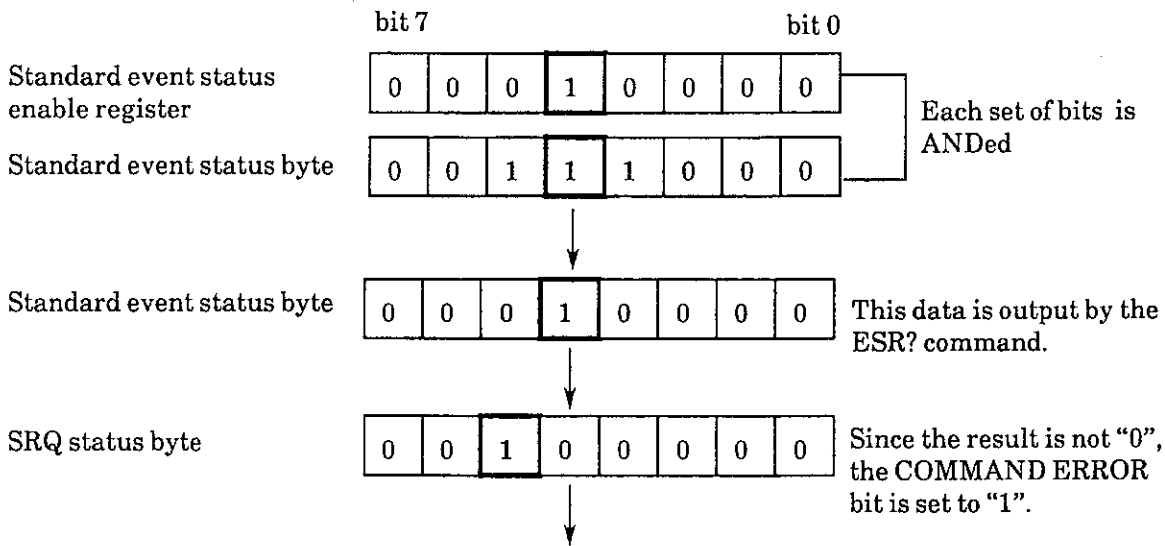 bit 7
bit 0
Standard event status
enable register
0 0 0 1 0 0 0 0
Each set of bits is
ANDed
Standard event status byte
0 0 1 1 1 0 0 0
Standard event status byte
0 0 0 1 0 0 0 0
This data is output by the
ESR? command.
SRQ status byte
0 0 1 0 0 0 0 0
Since the result is not “0”,
the COMMAND ERROR
bit is set to “1”.